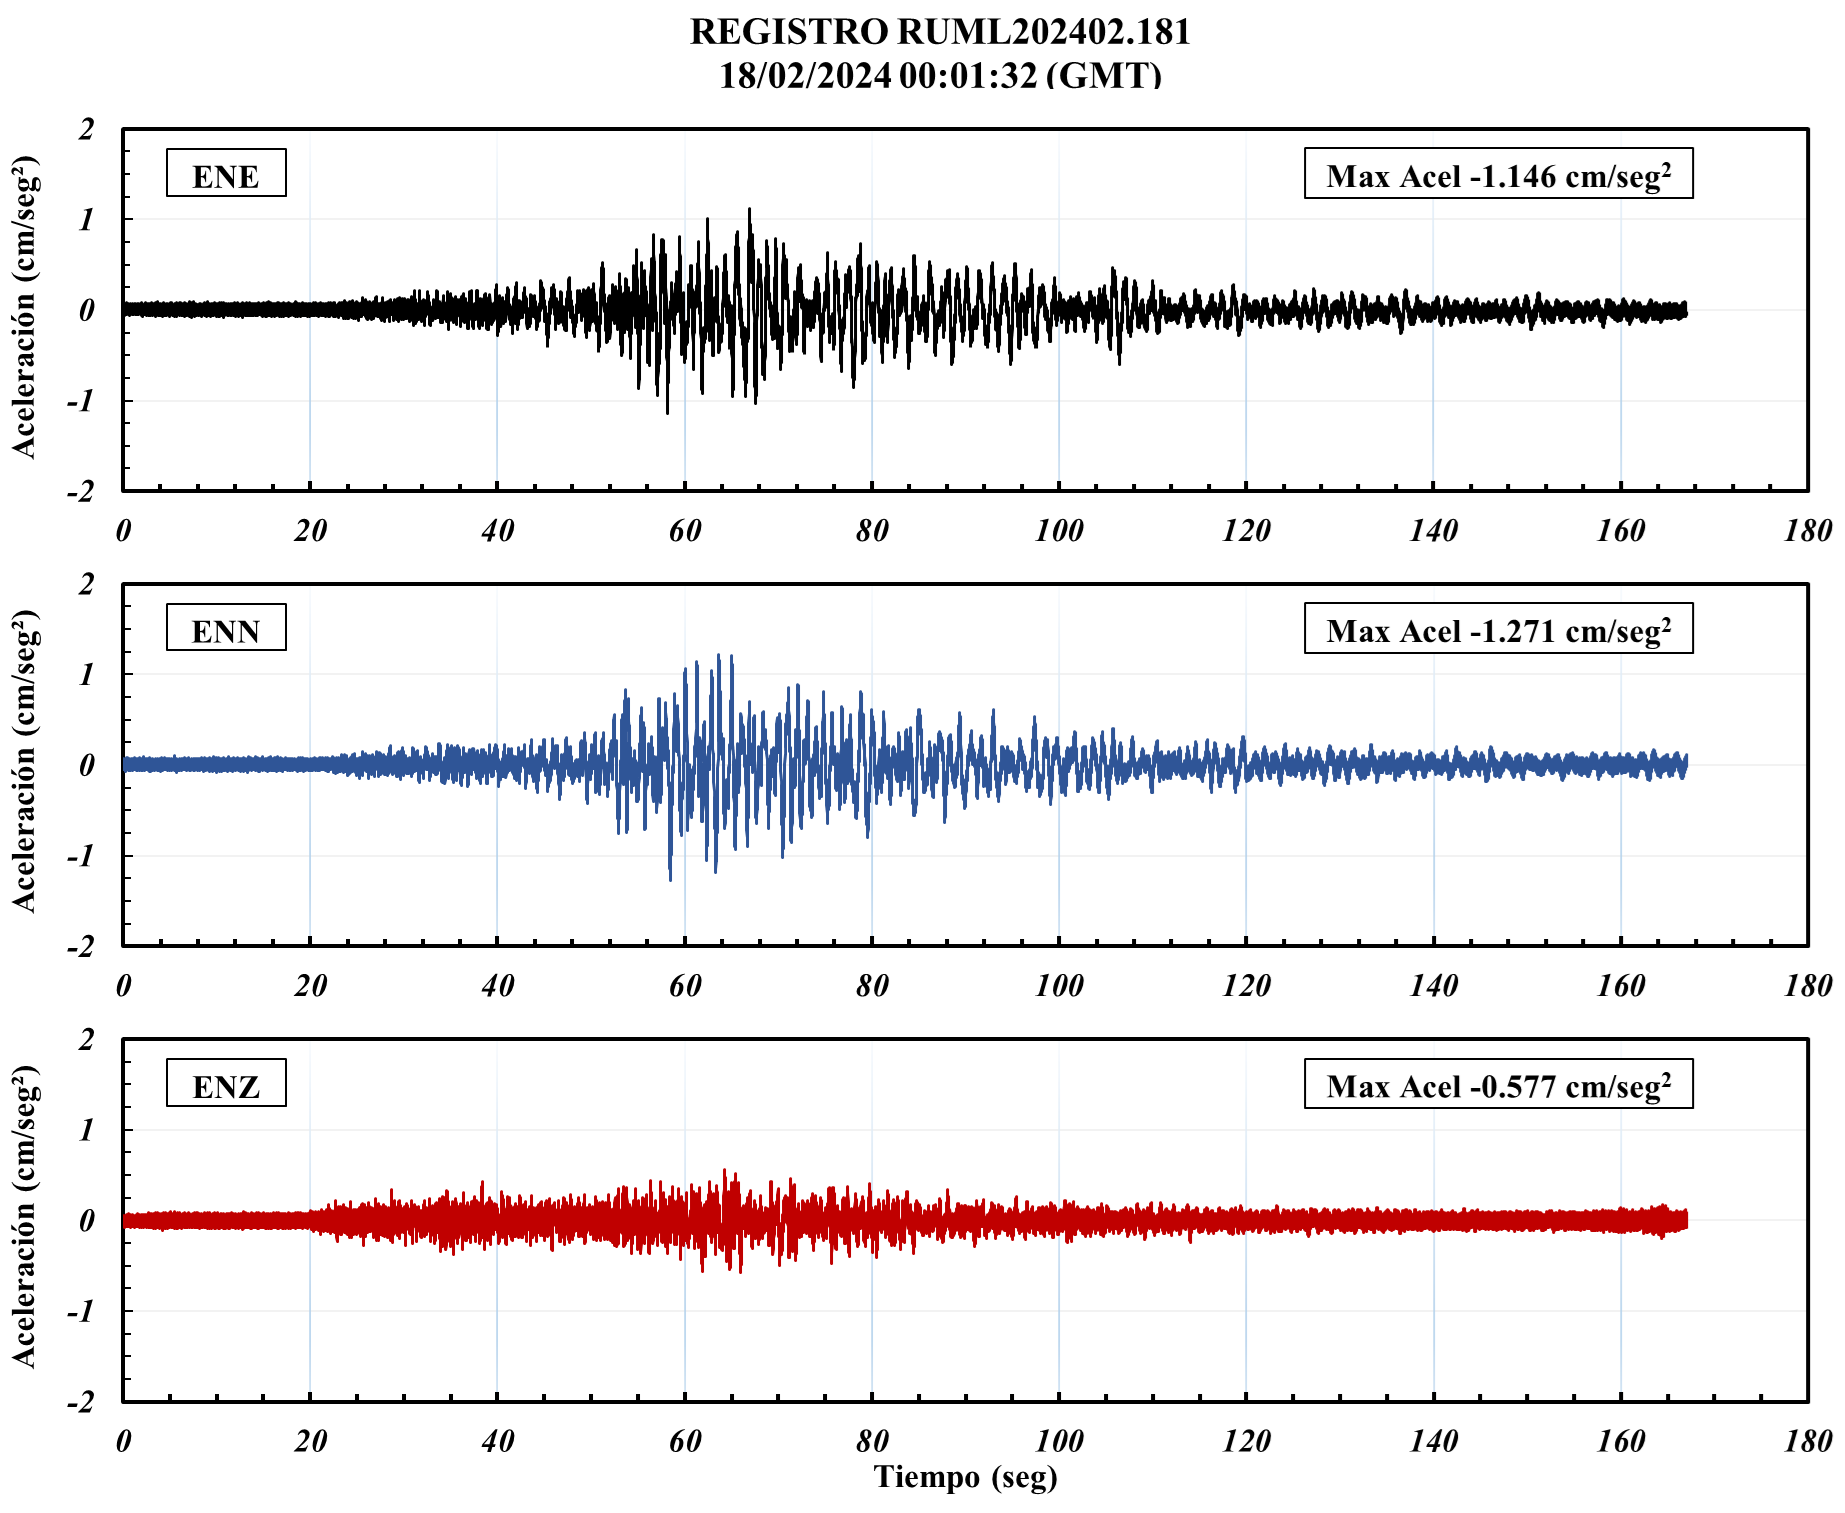 REGISTRO RUML202402.181
18/02/2024 00:01:32 (GMT)
ENE
Max Acel -1.146 cm/seg²
Aceleración (cm/seg²)
2
1
0
-1
-2
0 20 40 60 80 100 120 140 160 180
ENN
Max Acel -1.271 cm/seg²
Aceleración (cm/seg²)
2
1
0
-1
-2
0 20 40 60 80 100 120 140 160 180
ENZ
Max Acel -0.577 cm/seg²
Aceleración (cm/seg²)
2
1
0
-1
-2
0 20 40 60 80 100 120 140 160 180
Tiempo (seg)